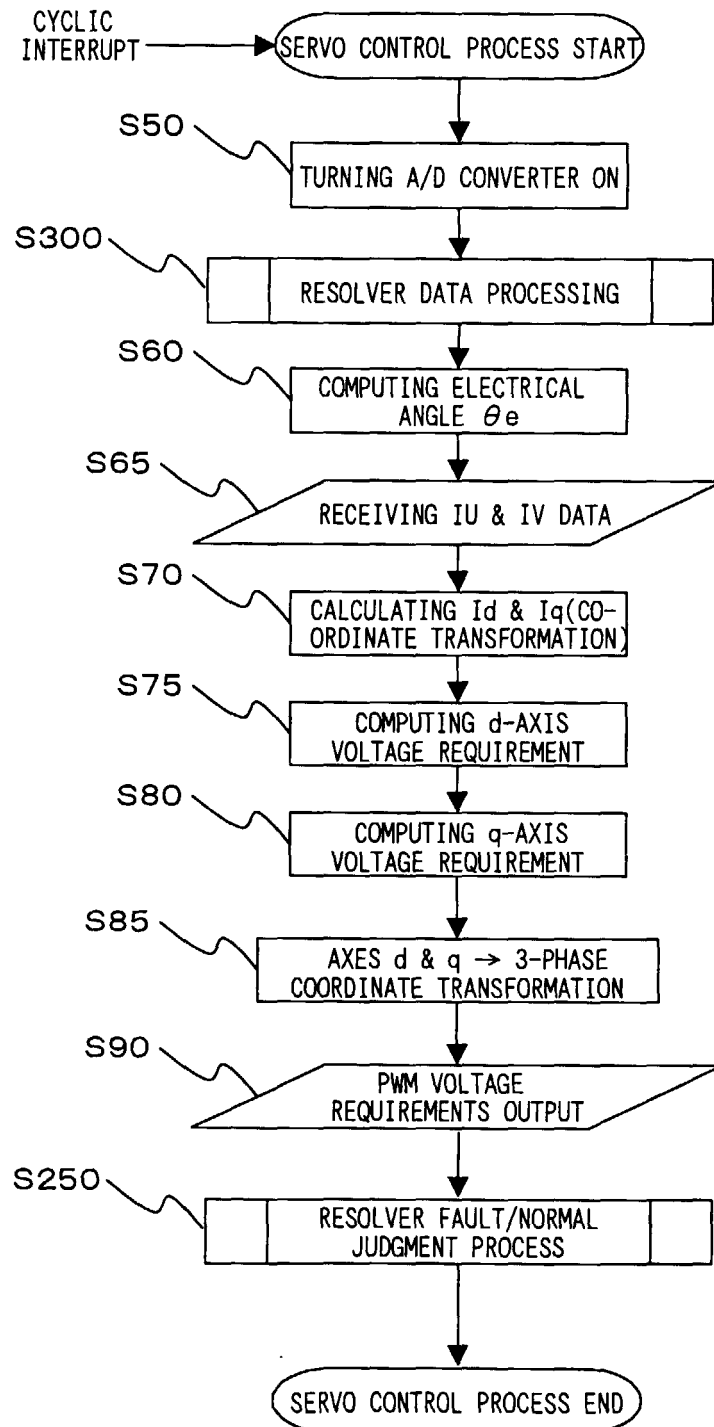 CYCLIC
INTERRUPT
SERVO CONTROL PROCESS START
S50
TURNING A/D CONVERTER ON
S300
RESOLVER DATA PROCESSING
S60
COMPUTING ELECTRICAL
ANGLE θe
S65
RECEIVING IU & IV DATA
S70
CALCULATING Id & Iq(CO-
ORDINATE TRANSFORMATION)
S75
COMPUTING d-AXIS
VOLTAGE REQUIREMENT
S80
COMPUTING q-AXIS
VOLTAGE REQUIREMENT
S85
AXES d & q → 3-PHASE
COORDINATE TRANSFORMATION
S90
PWM VOLTAGE
REQUIREMENTS OUTPUT
S250
RESOLVER FAULT/NORMAL
JUDGMENT PROCESS
SERVO CONTROL PROCESS END